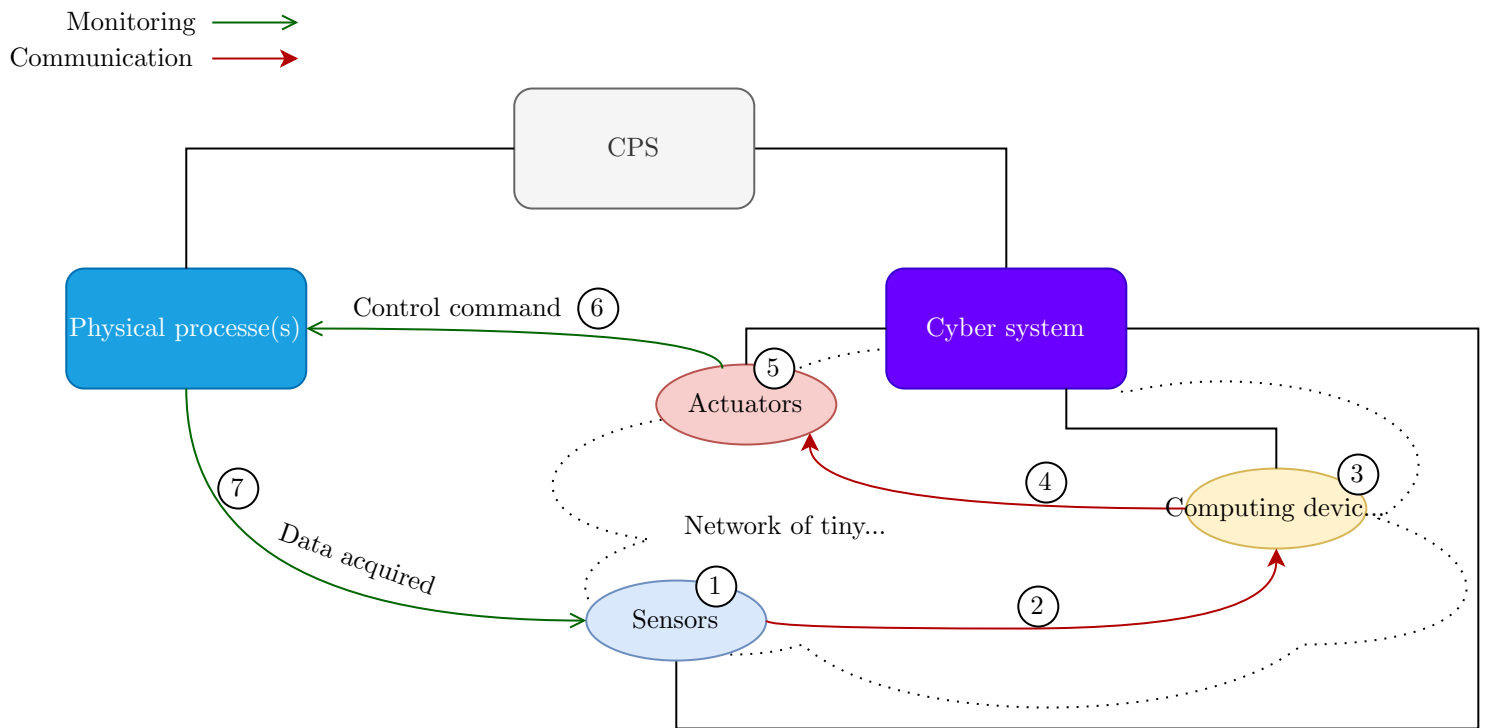 Monitoring
Communication
CPS
Physical processe(s)
Control command
6
Cyber system
5
Actuators
7
4
3
Computing devic...
Data acquired
Network of tiny...
1
Sensors
2